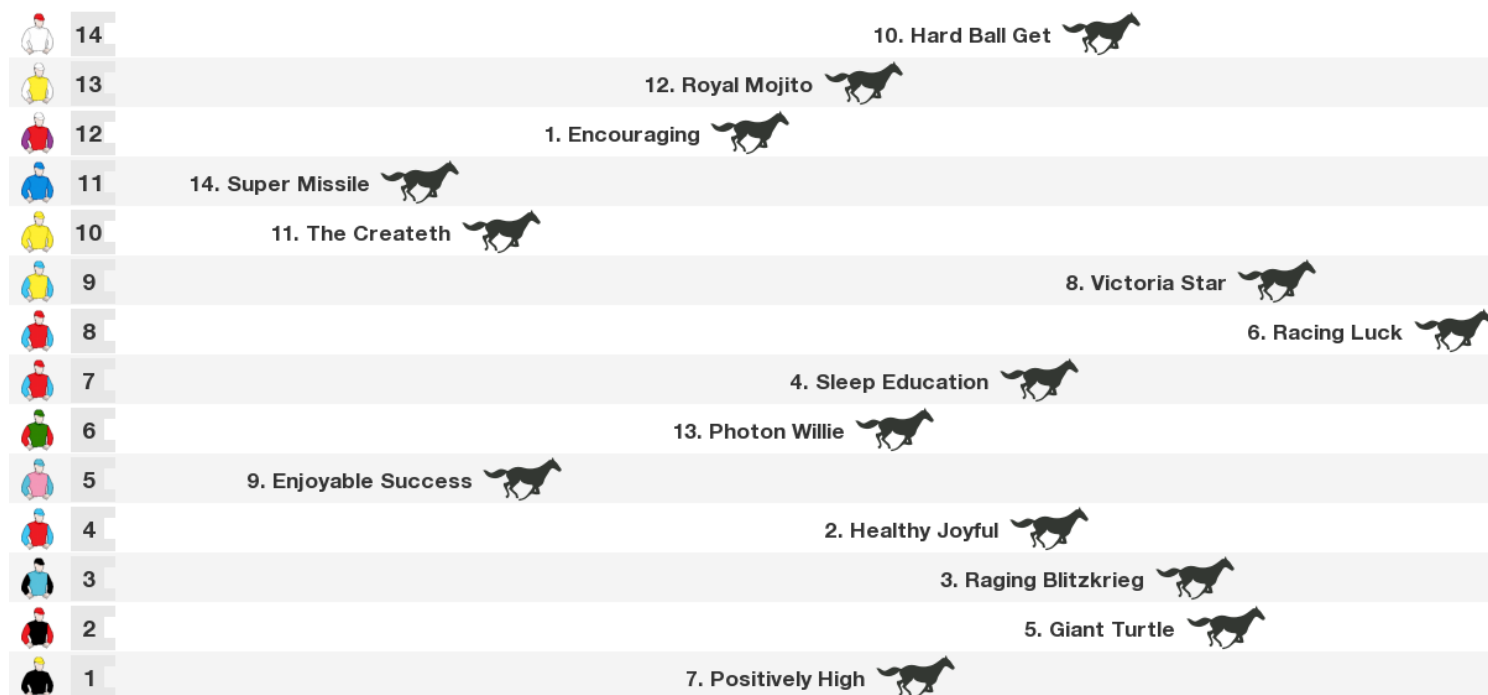 14 10. Hard Ball Get
13 12. Royal Mojito
12 1. Encouraging
11 14. Super Missile
10 11. The Createth
9 8. Victoria Star
8 6. Racing Luck
7 4. Sleep Education
6 13. Photon Willie
5 9. Enjoyable Success
4 2. Healthy Joyful
3 3. Raging Blitzkrieg
2 5. Giant Turtle
1 7. Positively High